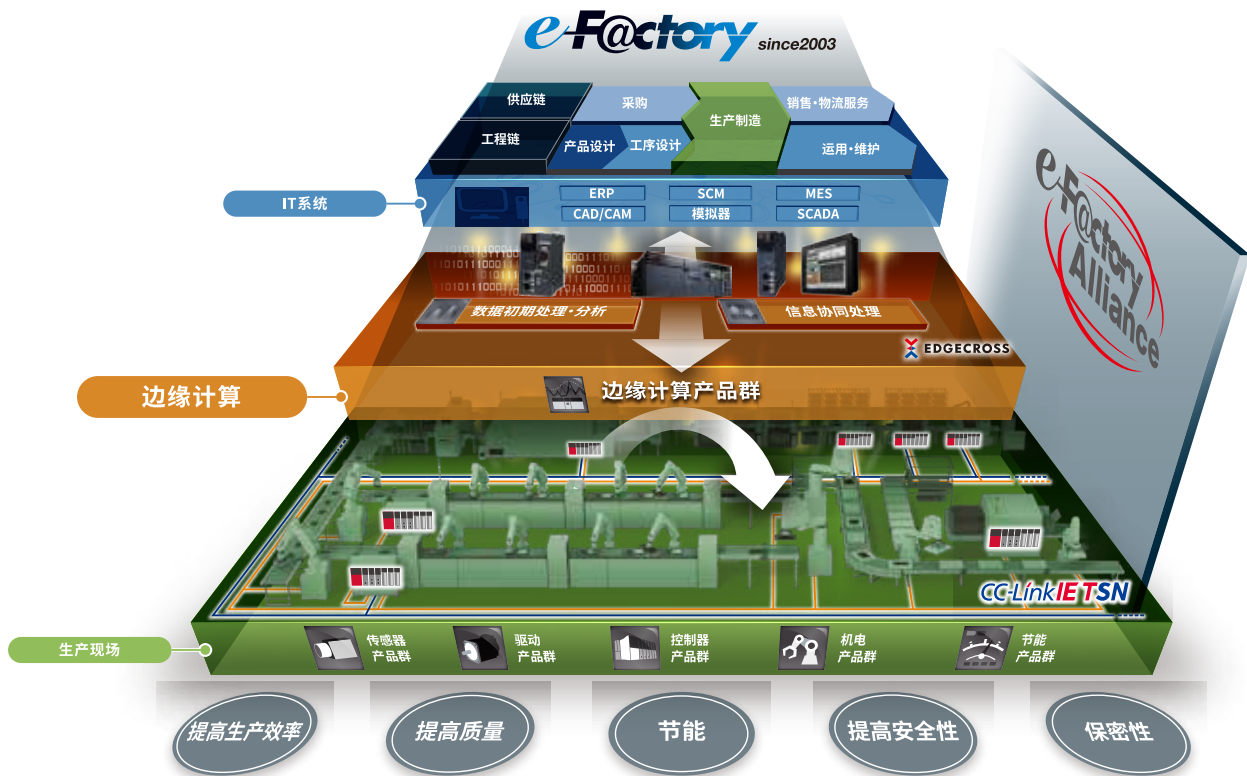 e-F@ctory since2003
供应链
采购
生产制造
销售·物流服务
工程链
产品设计
工序设计
运用·维护
IT系统
ERP
SCM
MES
CAD/CAM
模拟器
SCADA
数据初期处理·分析
信息协同处理
EDGECROSS
边缘计算
边缘计算产品群
e-F@ctory
Alliance
CC-Link IE TSN
生产现场
传感器
产品群
驱动
产品群
控制器
产品群
机电
产品群
节能
产品群
提高生产效率
提高质量
节能
提高安全性
保密性